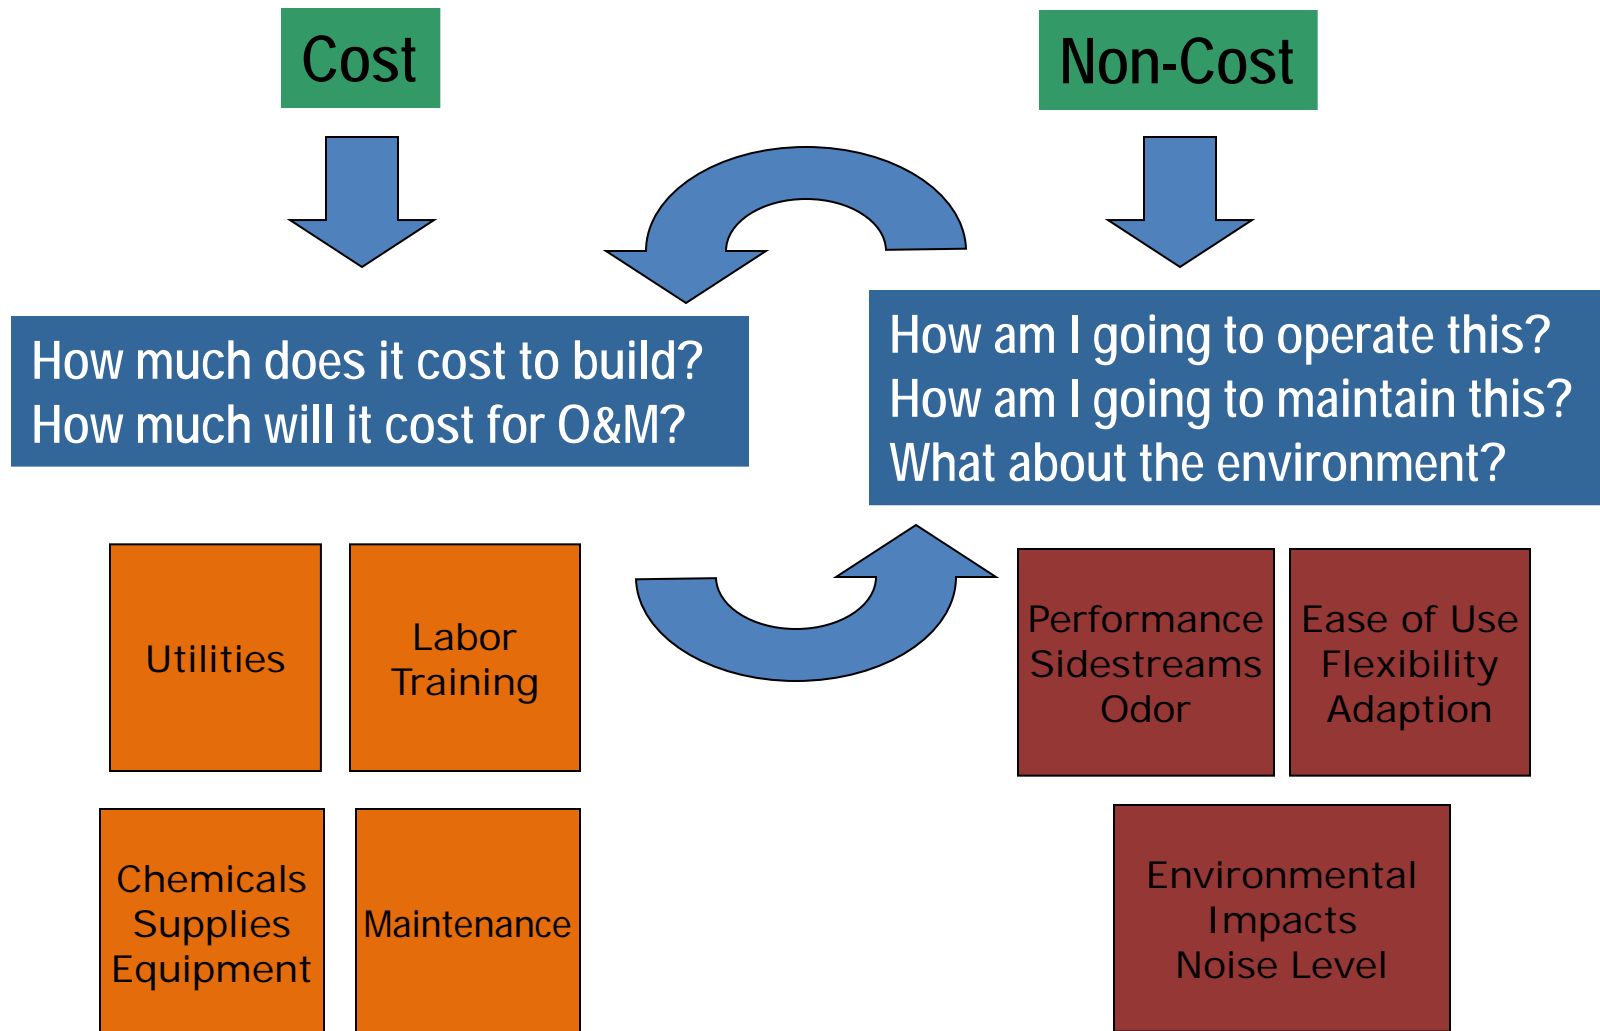 Cost
Non-Cost
How much does it cost to build?
How much will it cost for O&M?
How am I going to operate this?
How am I going to maintain this?
What about the environment?
Utilities
Labor
Training
Performance
Sidestreams
Odor
Ease of Use
Flexibility
Adaption
Chemicals
Supplies
Equipment
Maintenance
Environmental
Impacts
Noise Level